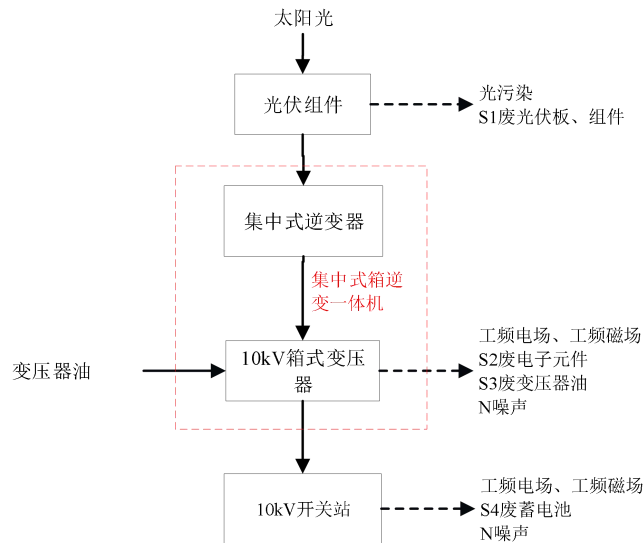 太阳光
光伏组件
光污染
S1废光伏板、组件
集中式逆变器
集中式箱逆
变一体机
变压器油
10kV箱式变压
器
工频电场、工频磁场
S2废电子元件
S3废变压器油
N噪声
10kV开关站
工频电场、工频磁场
S4废蓄电池
N噪声